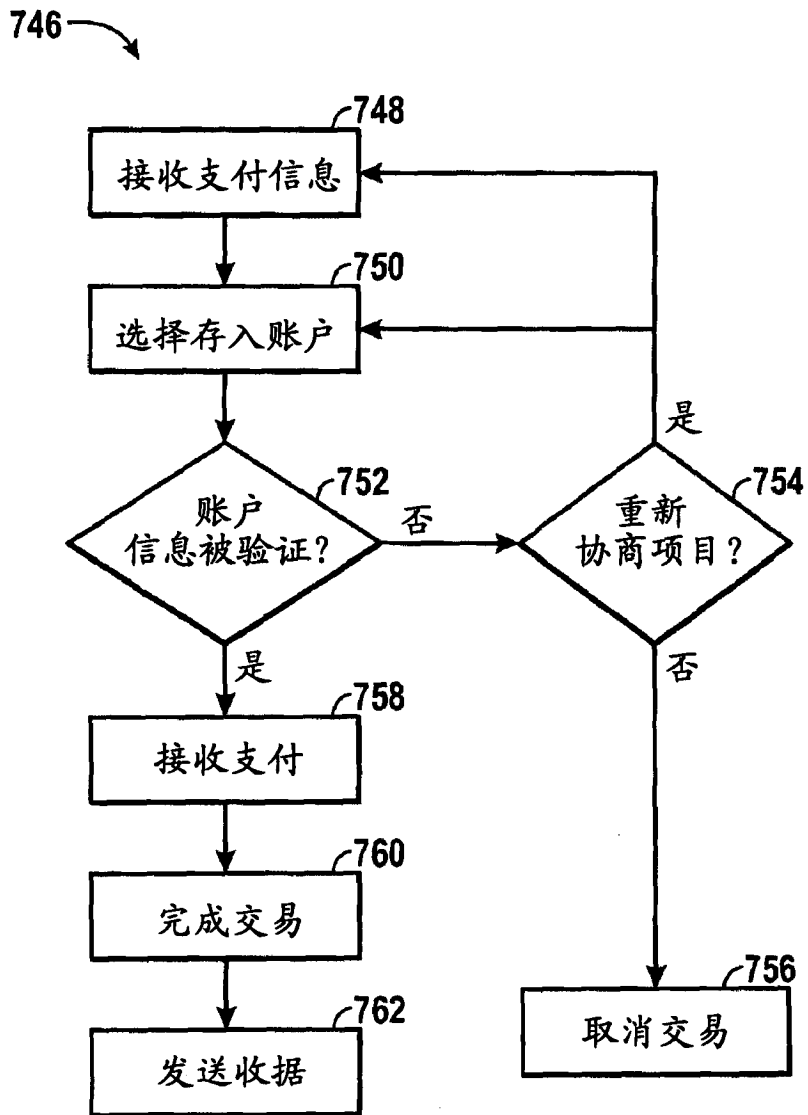 746
748
接收支付信息
750
选择存入账户
752
账户
信息被验证?
否
754
重新
协商项目?
是
是
否
758
接收支付
760
完成交易
762
发送收据
756
取消交易